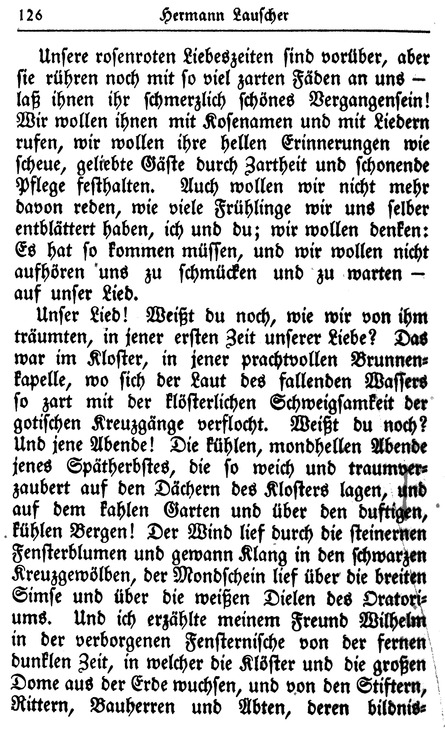 126 Hermann Lauscher
Unsere rosenroten Liebeszeiten sind vorüber, aber
sie rühren noch mit so viel zarten Fäden an uns —
laß ihnen ihr schmerzlich schönes Vergangensein!
Wir wollen ihnen mit Kosenamen und mit Liedern
rufen, wir wollen ihre hellen Erinnerungen wie
scheue, geliebte Gäste durch Zartheit und schonende
Pflege festhalten. Auch wollen wir nicht mehr
davon reden, wie viele Frühlinge wir uns selber
entblättert haben, ich und du; wir wollen denken:
Es hat so kommen müssen, und wir wollen nicht
aufhören uns zu schmücken und zu warten —
auf unser Lied.
Unser Lied! Weißt du noch, wie wir von ihm
träumten, in jener ersten Zeit unserer Liebe? Das
war im Kloster, in jener prachtvollen Brunnen-
kapelle, wo sich der Laut des fallenden Wassers
so zart mit der klösterlichen Schweigsamkeit der
gotischen Kreuzgänge verflocht. Weißt du noch?
Und jene Abende! Die kühlen, mondhellen Abende
jenes Spätherbstes, die so weich und traumver-
zaubert auf den Dächern des Klosters lagen, und
auf dem kahlen Garten und über den duftigen,
kühlen Bergen! Der Wind lief durch die steinernen
Fensterblumen und gewann Klang in den schwarzen
Kreuzgewölben, der Mondschein lief über die breiten
Simse und über die weißen Dielen des Oratori-
ums. Und ich erzählte meinem Freund Wilhelm
in der verborgenen Fensternische von der fernen
dunklen Zeit, in welcher die Klöster und die großen
Dome aus der Erde wuchsen, und von den Stiftern,
Rittern, Bauherren und Äbten, deren bildnis-